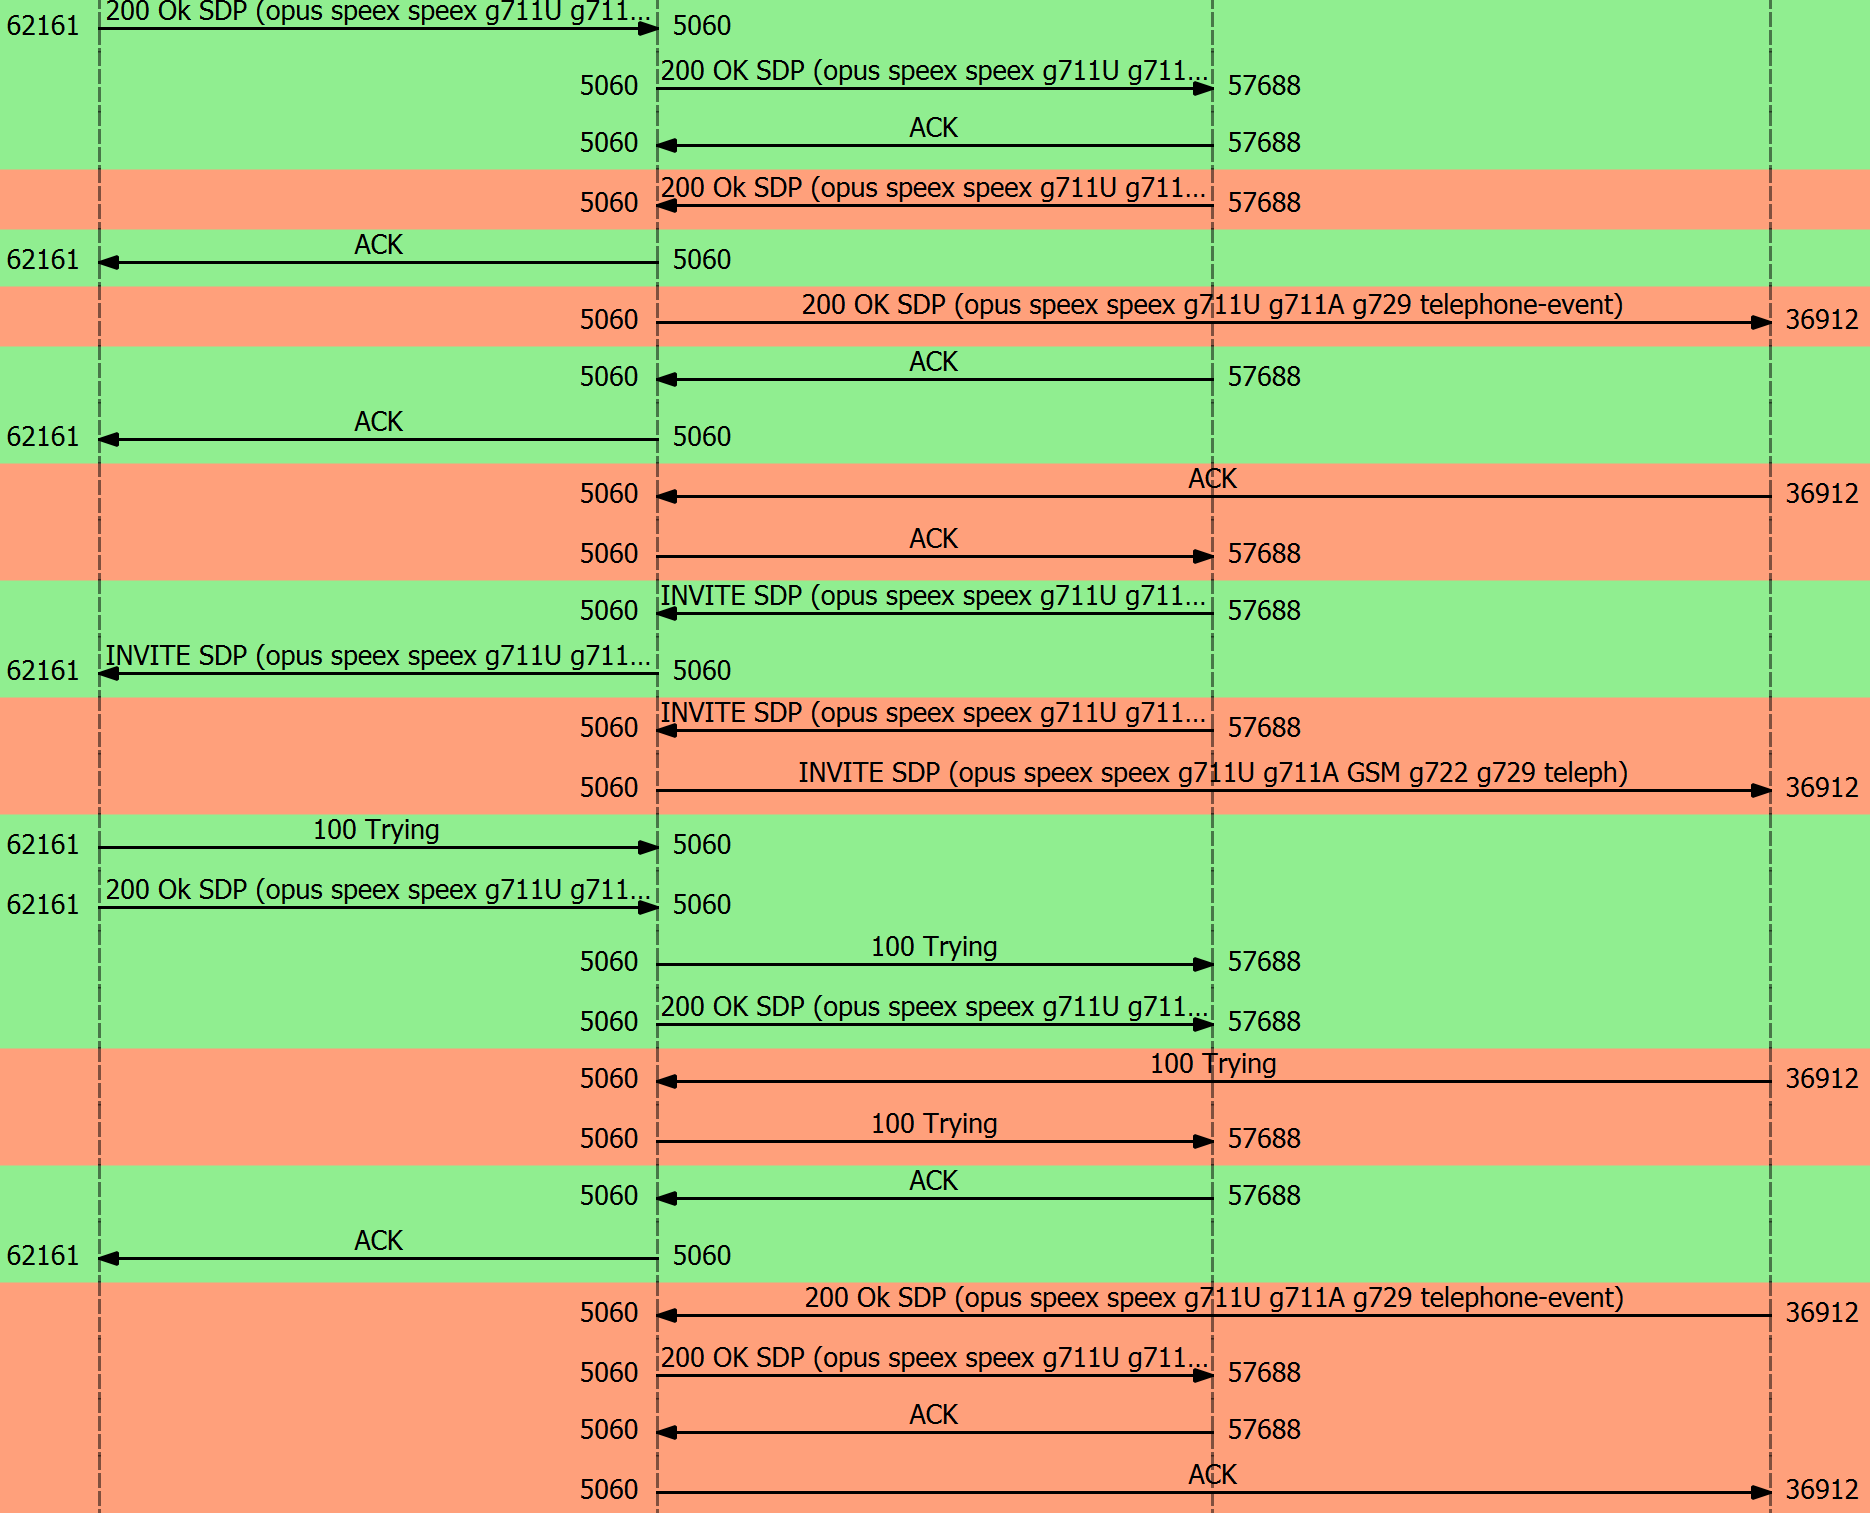 200 Ok SDP (opus speex speex g711U g711...
62161 5060
200 OK SDP (opus speex speex g711U g711...
5060 57688
ACK
5060 57688
200 Ok SDP (opus speex speex g711U g711...
5060 57688
ACK
62161 5060
200 OK SDP (opus speex speex g711U g711A g729 telephone-event)
5060 36912
ACK
5060 57688
ACK
62161 5060
ACK
5060 36912
ACK
5060 57688
INVITE SDP (opus speex speex g711U g711...
5060 57688
INVITE SDP (opus speex speex g711U g711...
62161 5060
INVITE SDP (opus speex speex g711U g711...
5060 57688
INVITE SDP (opus speex speex g711U g711A GSM g722 g729 teleph)
5060 36912
100 Trying
62161 5060
200 Ok SDP (opus speex speex g711U g711...
62161 5060
100 Trying
5060 57688
200 OK SDP (opus speex speex g711U g711...
5060 57688
100 Trying
5060 36912
100 Trying
5060 57688
ACK
5060 57688
ACK
62161 5060
200 Ok SDP (opus speex speex g711U g711A g729 telephone-event)
5060 36912
200 OK SDP (opus speex speex g711U g711...
5060 57688
ACK
5060 57688
ACK
5060 36912